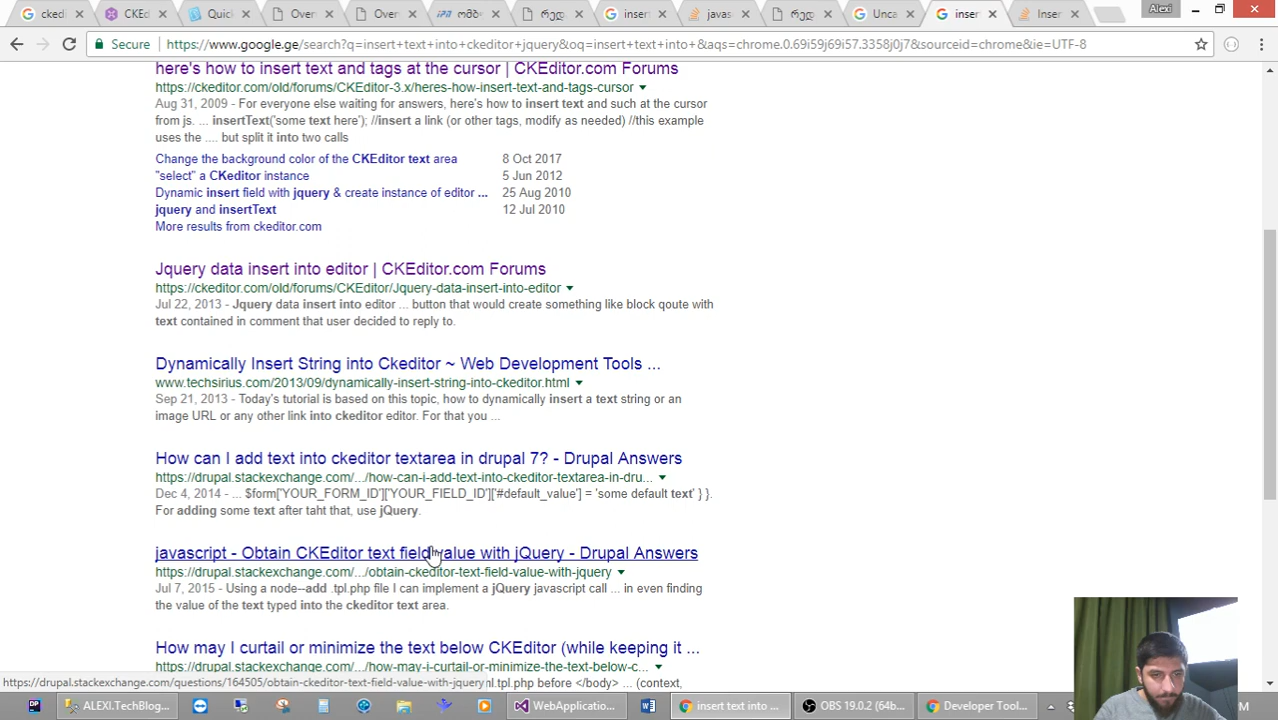 ckedi
CKEd
Quick
Over
Over
ომბ
რედ
insert
javas
რედ
Unca
inser
Inser
Alexi
Secure
https://www.google.ge/search?q=insert+text+into+ckeditor+jquery&oq=insert+text+into+&aqs=chrome.0.69i59j69i57.3358j0j7&sourceid=chrome&ie=UTF-8
here's how to insert text and tags at the cursor | CKEditor.com Forums
https://ckeditor.com/old/forums/CKEditor-3.x/heres-how-insert-text-and-tags-cursor
Aug 31, 2009 - For everyone else waiting for answers, here's how to insert text and such at the cursor
from js. ... insertText('some text here'); //insert a link (or other tags, modify as needed) //this example
uses the .... but split it into two calls
Change the background color of the CKEditor text area 8 Oct 2017
"select" a CKeditor instance 5 Jun 2012
Dynamic insert field with jquery & create instance of editor ... 25 Aug 2010
jquery and insertText 12 Jul 2010
More results from ckeditor.com
Jquery data insert into editor | CKEditor.com Forums
https://ckeditor.com/old/forums/CKEditor/Jquery-data-insert-into-editor
Jul 22, 2013 - Jquery data insert into editor ... button that would create something like block qoute with
text contained in comment that user decided to reply to.
Dynamically Insert String into Ckeditor ~ Web Development Tools ...
www.techsirius.com/2013/09/dynamically-insert-string-into-ckeditor.html
Sep 21, 2013 - Today's tutorial is based on this topic, how to dynamically insert a text string or an
image URL or any other link into ckeditor editor. For that you ...
How can I add text into ckeditor textarea in drupal 7? - Drupal Answers
https://drupal.stackexchange.com/.../how-can-i-add-text-into-ckeditor-textarea-in-dru...
Dec 4, 2014 - ... $form['YOUR_FORM_ID']['YOUR_FIELD_ID']['#default_value'] = 'some default text' } }.
For adding some text after taht that, use jQuery.
javascript - Obtain CKEditor text field value with jQuery - Drupal Answers
https://drupal.stackexchange.com/.../obtain-ckeditor-text-field-value-with-jquery
Jul 7, 2015 - Using a node--add .tpl.php file I can implement a jQuery javascript call ... in even finding
the value of the text typed into the ckeditor text area.
How may I curtail or minimize the text below CKEditor (while keeping it ...
https://drupal.stackexchange.com/.../how-may-i-curtail-or-minimize-the-text-below-c...
https://drupal.stackexchange.com/questions/164505/obtain-ckeditor-text-field-value-with-jquery
ml.tpl.php before </body> ... (context,
ALEXI.TechBlog...
WebApplication...
insert text into ...
OBS 19.0.2 (64b...
Developer Tool...